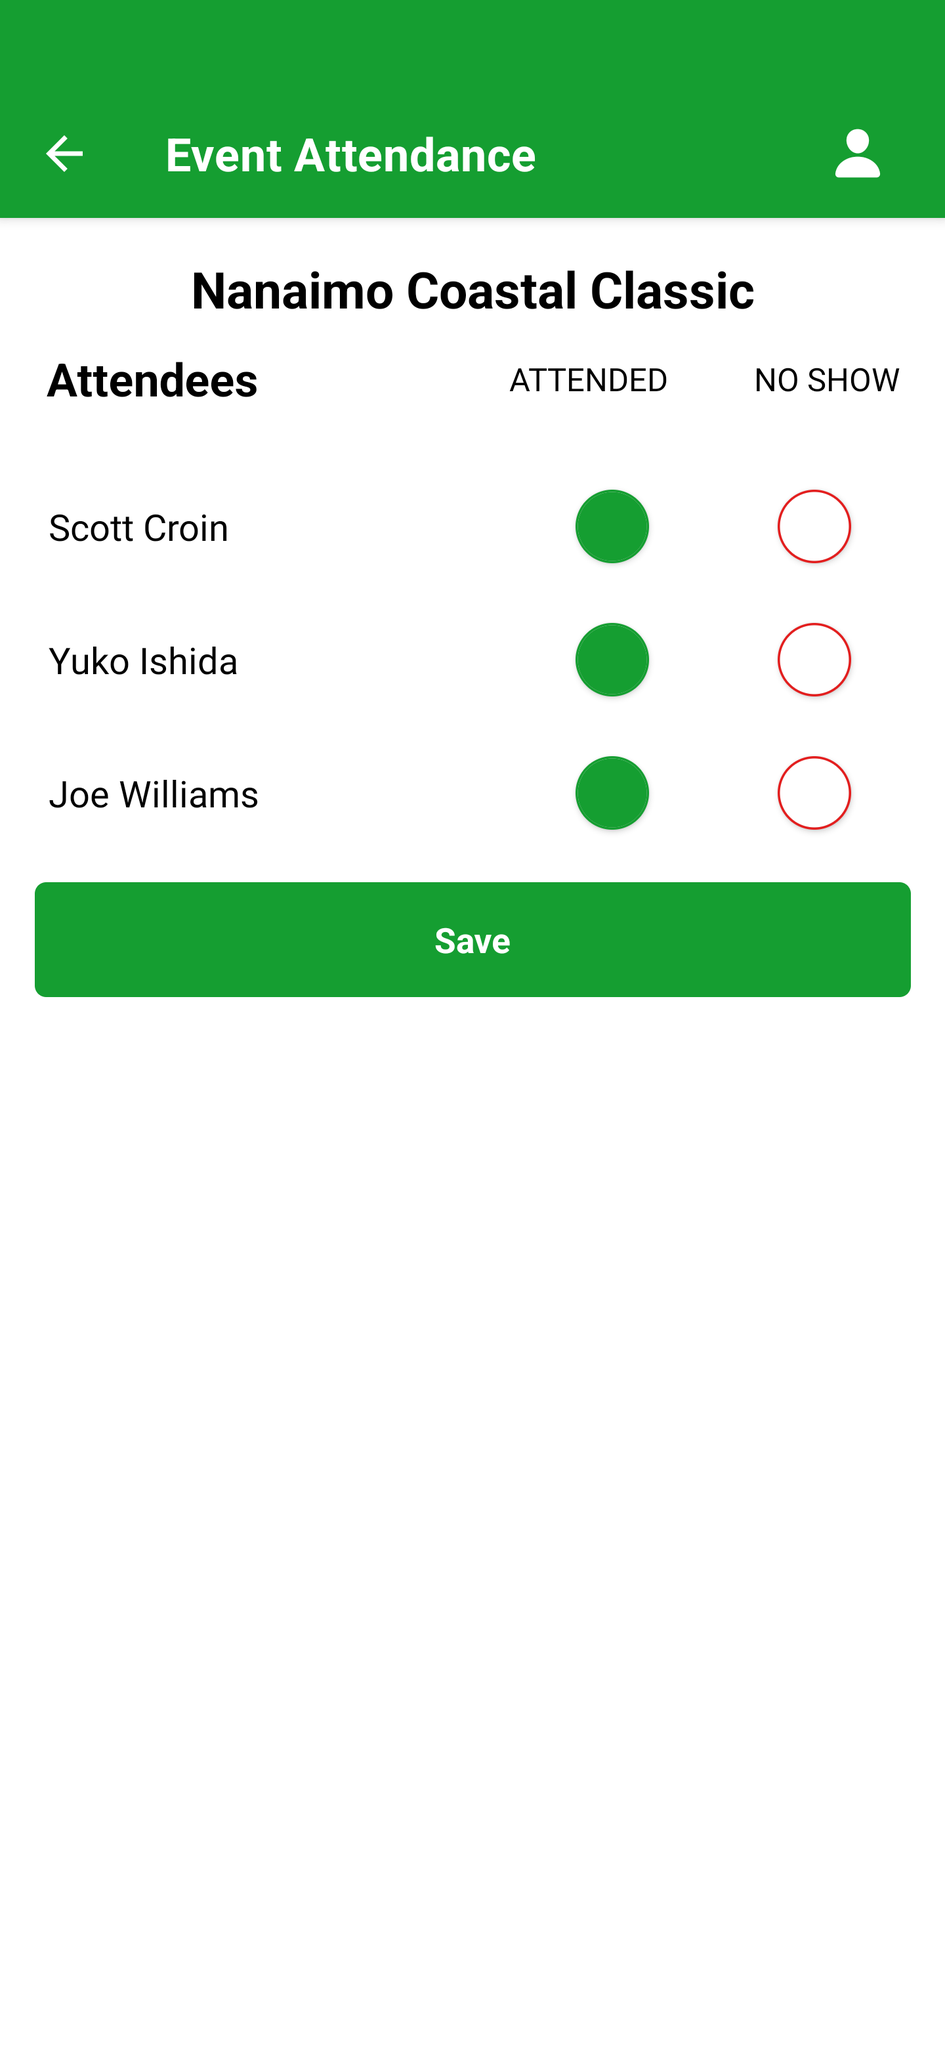 Event Attendance
Nanaimo Coastal Classic
Attendees ATTENDED NO SHOW
Scott Croin
Yuko Ishida
Joe Williams
Save